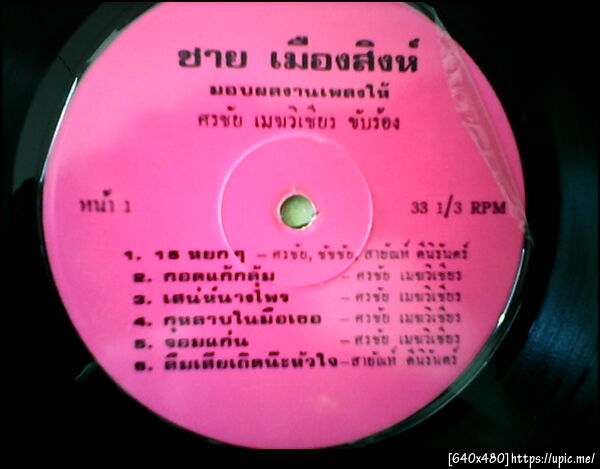 ชาย เมืองสิงห์
มอบผลงานเพลงให้
ศรชัย เมฆวิเชียร ขับร้อง
หน้า 1
33 1/3 RPM
1. 16 หยกๆ – ศรชัย, ชัชชัย, สายัณห์ ดีนิรันดร์
2. กอดแก้กลุ้ม – ศรชัย เมฆวิเชียร
3. เสน่ห์นางไพร – ศรชัย เมฆวิเชียร
4. กุหลาบในมือเธอ – ศรชัย เมฆวิเชียร
5. จอมแก่น – ศรชัย เมฆวิเชียร
6. ลืมเสียเถิดน๊ะหัวใจ – สายัณห์ ดีนิรันดร์
[640x480]https://upic.me/